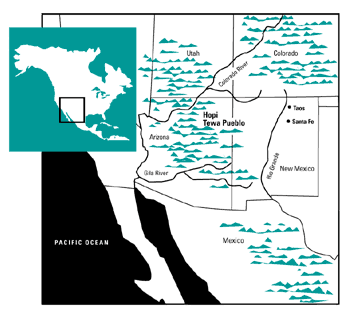 Utah
Colorado
Colorado River
Hopi
Tewa Pueblo
Taos
Santa Fe
Arizona
Rio Grande
New Mexico
Gila River
PACIFIC OCEAN
Mexico